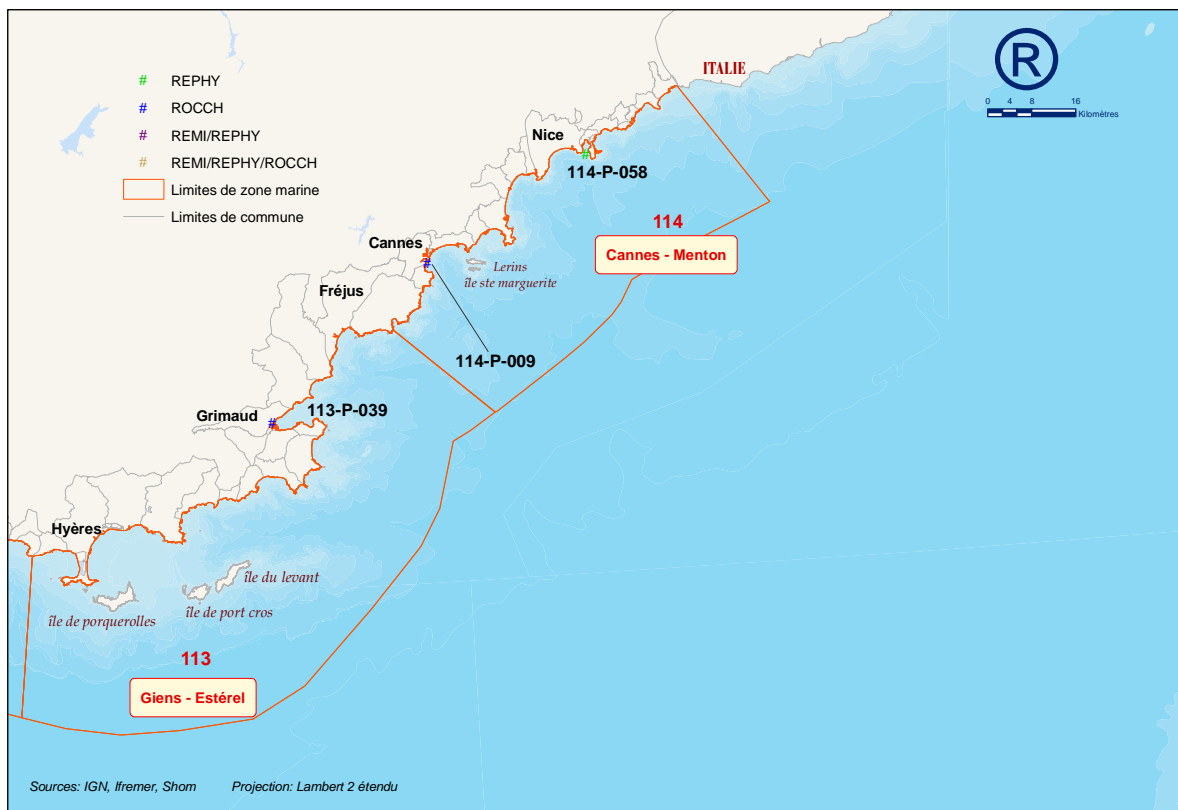 # REPHY
# ROCCH
# REMI/REPHY
# REMI/REPHY/ROCCH
Limites de zone marine
Limites de commune
ITALIE
R
0 4 8 16
Kilomètres
Nice
#
114-P-058
114
Cannes - Menton
Cannes
#
Lerins
île ste marguerite
Fréjus
114-P-009
Grimaud
#
113-P-039
Hyères
île du levant
île de port cros
île de porquerolles
113
Giens - Estérel
Sources: IGN, Ifremer, Shom Projection: Lambert 2 étendu